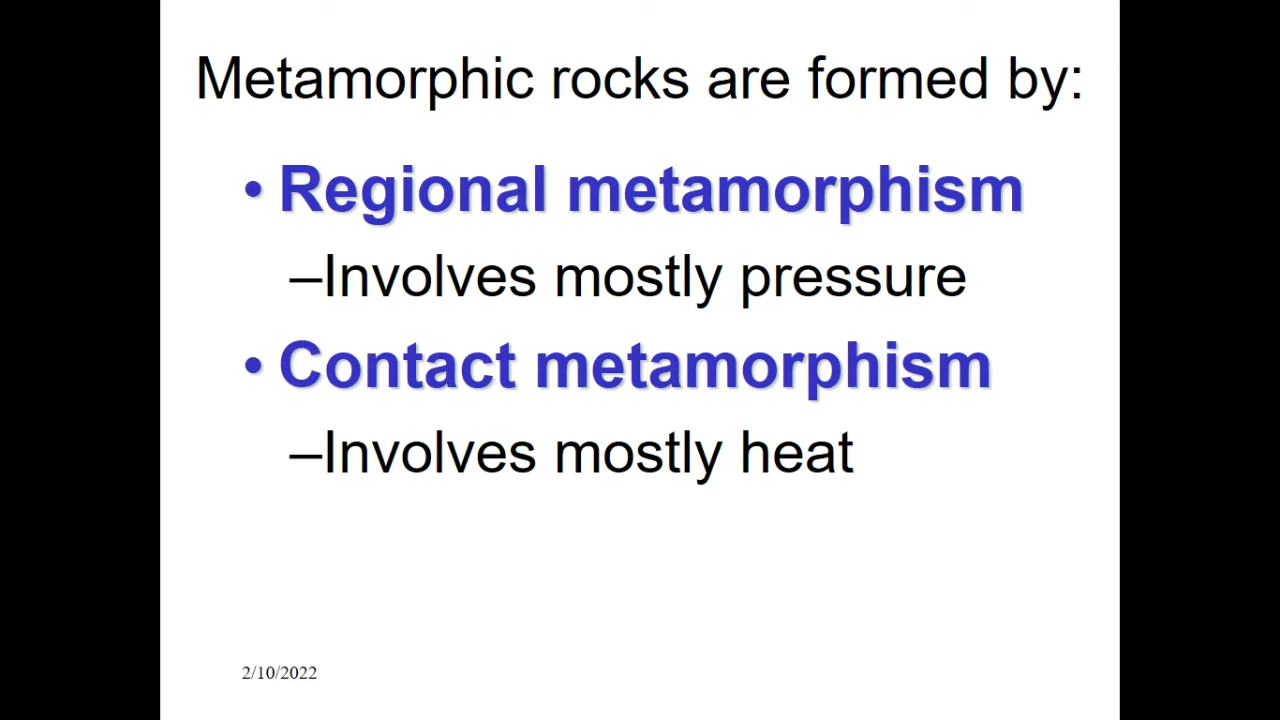 Metamorphic rocks are formed by:
• Regional metamorphism
–Involves mostly pressure
• Contact metamorphism
–Involves mostly heat
2/10/2022